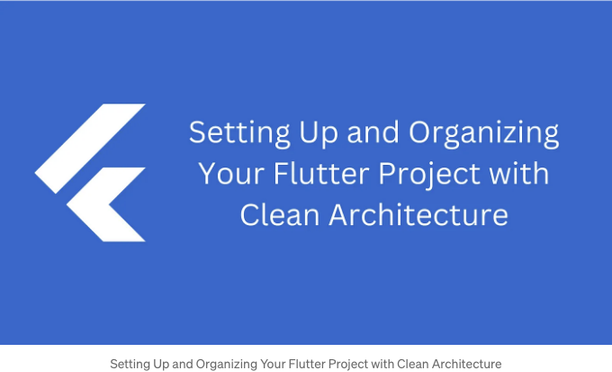 Setting Up and Organizing
Your Flutter Project with
Clean Architecture
Setting Up and Organizing Your Flutter Project with Clean Architecture